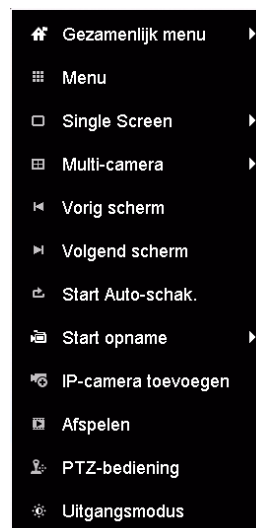 Gezamenlijk menu
Menu
Single Screen
Multi-camera
Vorig scherm
Volgend scherm
Start Auto-schak.
Start opname
IP-camera toevoegen
Afspelen
PTZ-bediening
Uitgangsmodus